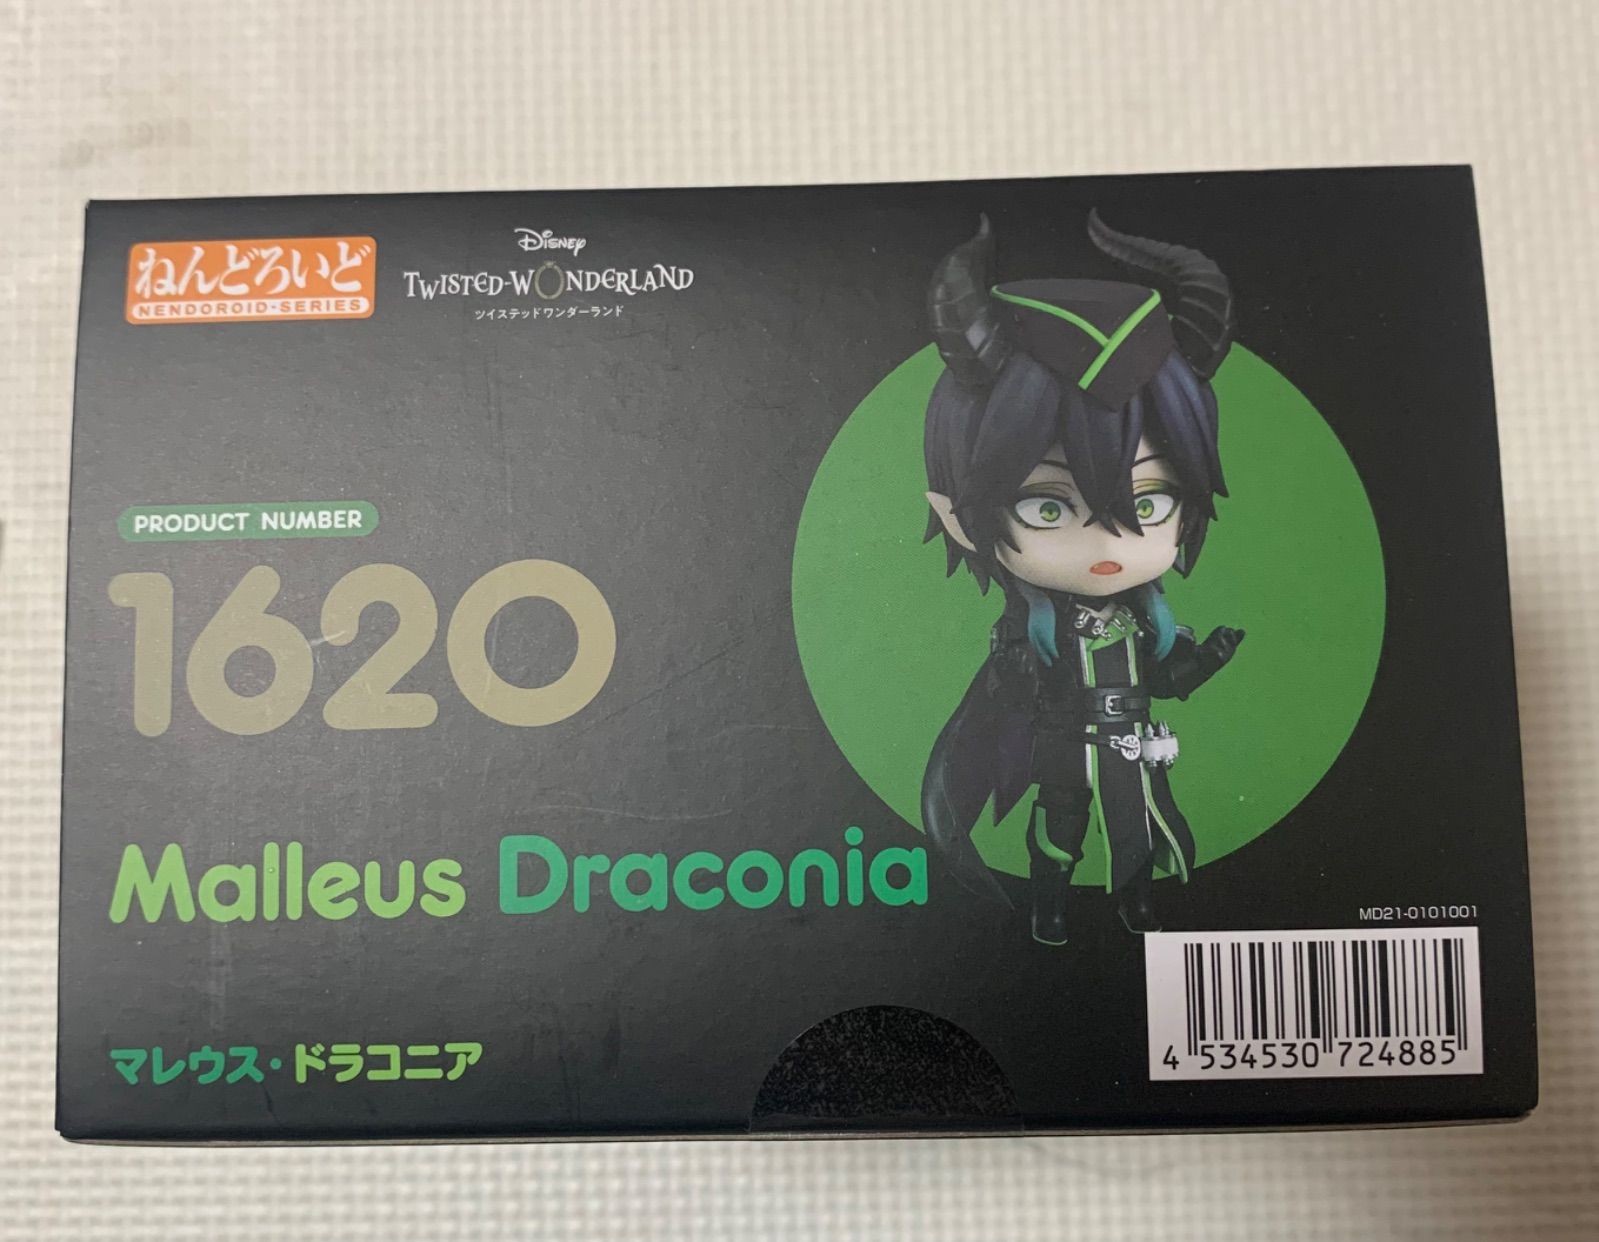 ねんどろいど
NENDOROID·SERIES
Disney
TWISTED-WONDERLAND
ツイステッドワンダーランド
PRODUCT NUMBER
1620
Malleus Draconia
マレウス・ドラコニア
MD21-0101001
4 534530 724885